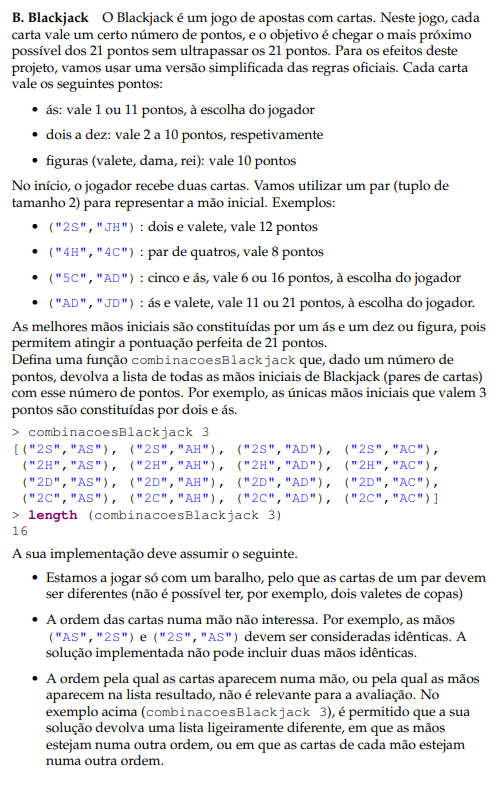 B. Blackjack O Blackjack é um jogo de apostas com cartas. Neste jogo, cada
carta vale um certo número de pontos, e o objetivo é chegar o mais próximo
possível dos 21 pontos sem ultrapassar os 21 pontos. Para os efeitos deste
projeto, vamos usar uma versão simplificada das regras oficiais. Cada carta
vale os seguintes pontos:
• ás: vale 1 ou 11 pontos, à escolha do jogador
• dois a dez: vale 2 a 10 pontos, respetivamente
• figuras (valete, dama, rei): vale 10 pontos
No início, o jogador recebe duas cartas. Vamos utilizar um par (tuplo de
tamanho 2) para representar a mão inicial. Exemplos:
• ("2S","JH") : dois e valete, vale 12 pontos
• ("4H","4C") : par de quatros, vale 8 pontos
• ("5C","AD") : cinco e ás, vale 6 ou 16 pontos, à escolha do jogador
• ("AD","JD") : ás e valete, vale 11 ou 21 pontos, à escolha do jogador.
As melhores mãos iniciais são constituídas por um ás e um dez ou figura, pois
permitem atingir a pontuação perfeita de 21 pontos.
Defina uma função combinacoesBlackjack que, dado um número de
pontos, devolva a lista de todas as mãos iniciais de Blackjack (pares de cartas)
com esse número de pontos. Por exemplo, as únicas mãos iniciais que valem 3
pontos são constituídas por dois e ás.
> combinacoesBlackjack 3
[("2S","AS"), ("2S","AH"), ("2S","AD"), ("2S","AC"),
("2H","AS"), ("2H","AH"), ("2H","AD"), ("2H","AC"),
("2D","AS"), ("2D","AH"), ("2D","AD"), ("2D","AC"),
("2C","AS"), ("2C","AH"), ("2C","AD"), ("2C","AC")]
> length (combinacoesBlackjack 3)
16
A sua implementação deve assumir o seguinte.
• Estamos a jogar só com um baralho, pelo que as cartas de um par devem
ser diferentes (não é possível ter, por exemplo, dois valetes de copas)
• A ordem das cartas numa mão não interessa. Por exemplo, as mãos
("AS","2S") e ("2S","AS") devem ser consideradas idênticas. A
solução implementada não pode incluir duas mãos idênticas.
• A ordem pela qual as cartas aparecem numa mão, ou pela qual as mãos
aparecem na lista resultado, não é relevante para a avaliação. No
exemplo acima (combinacoesBlackjack 3), é permitido que a sua
solução devolva uma lista ligeiramente diferente, em que as mãos
estejam numa outra ordem, ou em que as cartas de cada mão estejam
numa outra ordem.